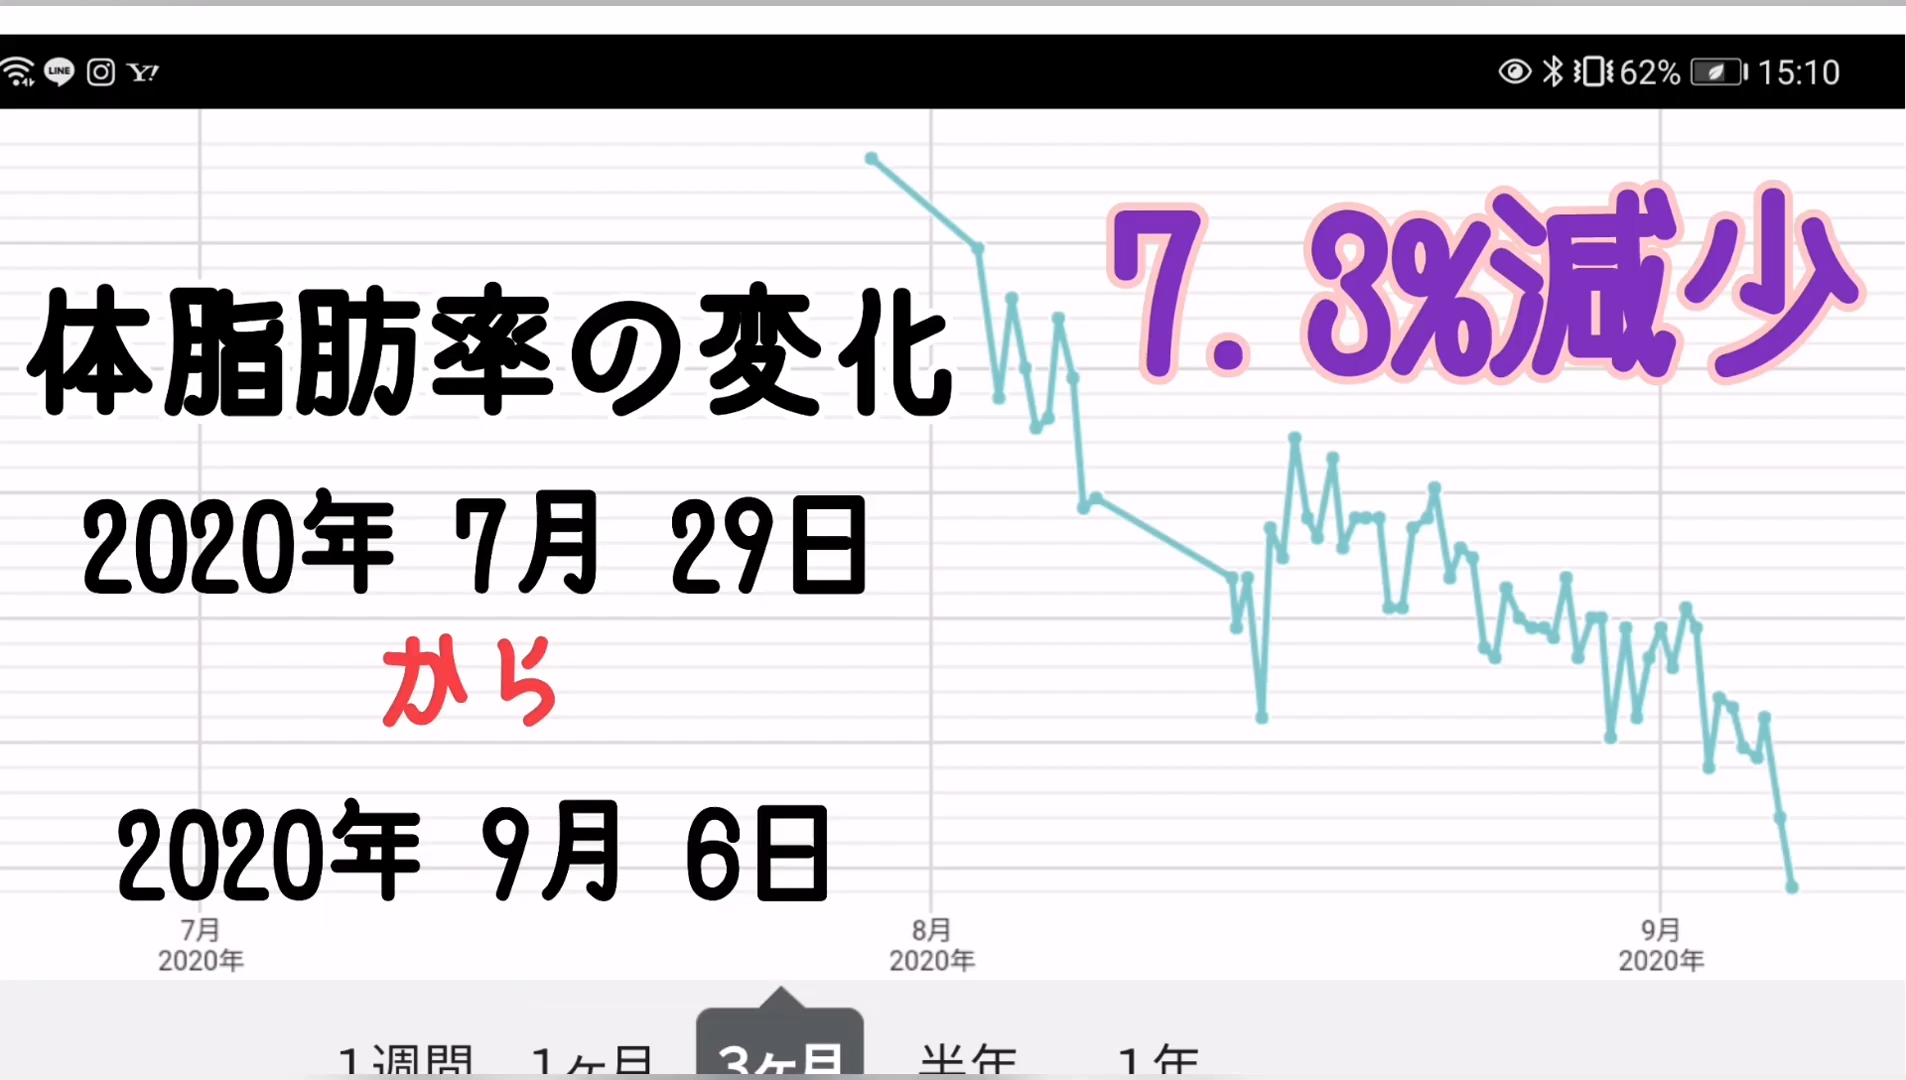 LINE Y! 62% 15:10
7.3%減少
体脂肪率の変化
2020年 7月 29日
から
2020年 9月 6日
7月 8月 9月
2020年 2020年 2020年
1週間 1ヶ月 3ヶ月 半年 1年